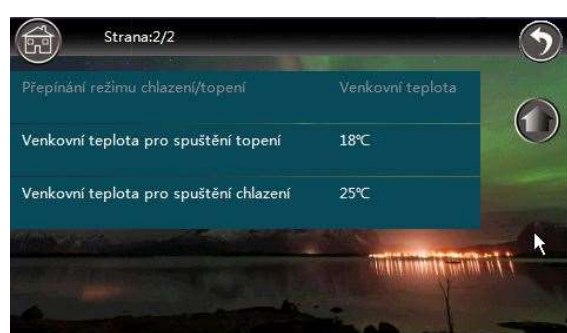 Strana:2/2
Přepínání režimu chlazení/topení Venkovní teplota
Venkovní teplota pro spuštění topení 18℃
Venkovní teplota pro spuštění chlazení 25℃